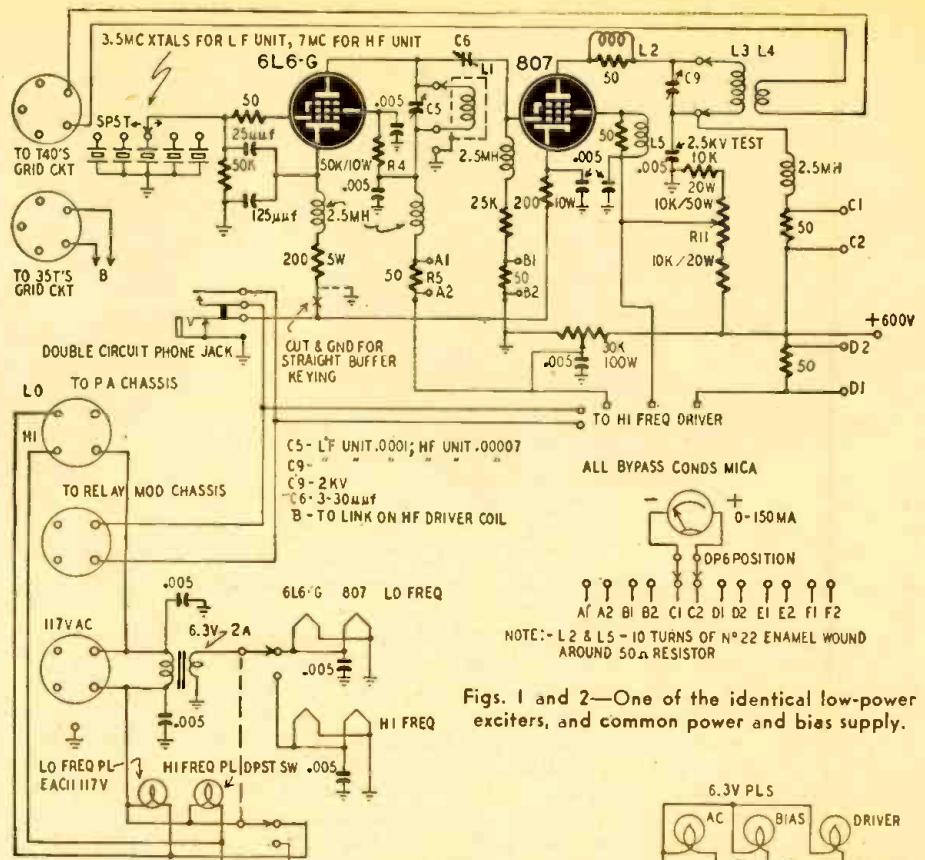 3.5MC XTALS FOR L F UNIT, 7MC FOR HF UNIT
6L6-G
C6
L1
807
L2
50
L3 L4
C9
SP5T
50
25μμf
50K
125μμf
.005
C5
50K/10W
R4
.005
2.5MH
2.5MH
25K
200
10W
.005
50
L5
.005
2.5KV TEST
10K
20W
10K/50W
R11
10K/20W
2.5MH
C1
50
C2
TO T40'S
GRID CKT
TO 35T'S
GRID CKT
B
200
5W
50
A1
R5
A2
B1
50
B2
+600V
D2
50
D1
30K
100W
.005
DOUBLE CIRCUIT PHONE JACK
CUT & GND FOR
STRAIGHT BUFFER
KEYING
TO HI FREQ DRIVER
TO P A CHASSIS
LO
HI
C5- LF UNIT .0001; HF UNIT .00007
C9- " " " " "
C9-2KV
C6-3-30μμf
B - TO LINK ON HF DRIVER COIL
ALL BYPASS CONDS MICA
- +
0-150MA
DP6POSITION
A1 A2 B1 B2 C1 C2 D1 D2 E1 E2 F1 F2
NOTE:- L2 & L5 - 10 TURNS OF Nº22 ENAMEL WOUND
AROUND 50Ω RESISTOR
TO RELAY MOD CHASSIS
117VAC
.005
6.3V-2A
.005
6L6-G 807 LO FREQ
.005
HI FREQ
.005
LO FREQ PL
EACH 117V
HI FREQ PL
DPST SW
Figs. 1 and 2—One of the identical low-power
exciters, and common power and bias supply.
6.3V PLS
AC BIAS DRIVER